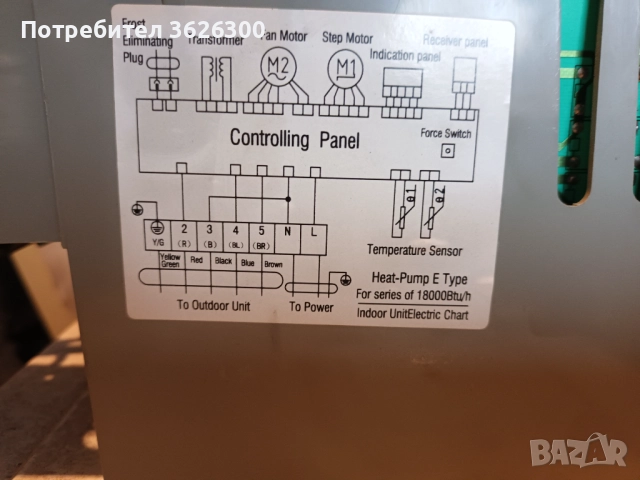 Потребител 3626300
Frost
Eliminating
Plug
Transformer
Fan Motor
Step Motor
Indication panel
Receiver panel
M2
M1
Controlling Panel
Force Switch
θ1
θ2
2 3 4 5 N L
Y/G (R) (B) (BL) (BR)
Temperature Sensor
Yellow
Green
Red
Black
Blue
Brown
To Outdoor Unit
To Power
Heat-Pump E Type
For series of 18000Btu/h
Indoor UnitElectric Chart
BAZAR